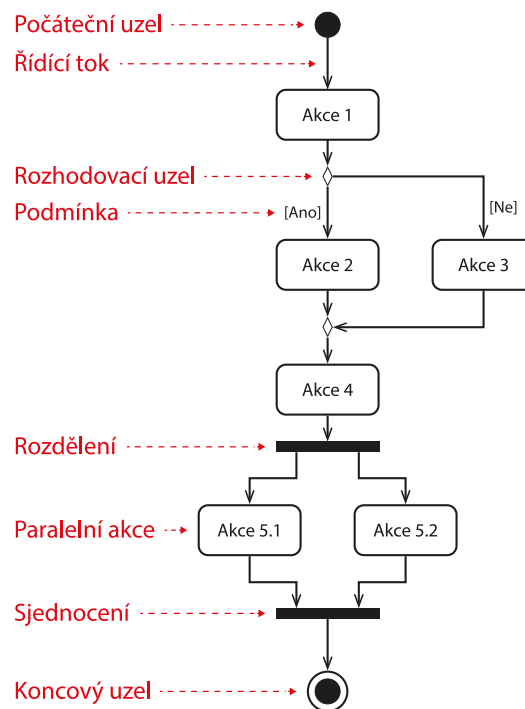 Počáteční uzel
Řídící tok
Akce 1
Rozhodovací uzel
Podmínka
[Ano]
[Ne]
Akce 2
Akce 3
Akce 4
Rozdělení
Paralelní akce
Akce 5.1
Akce 5.2
Sjednocení
Koncový uzel